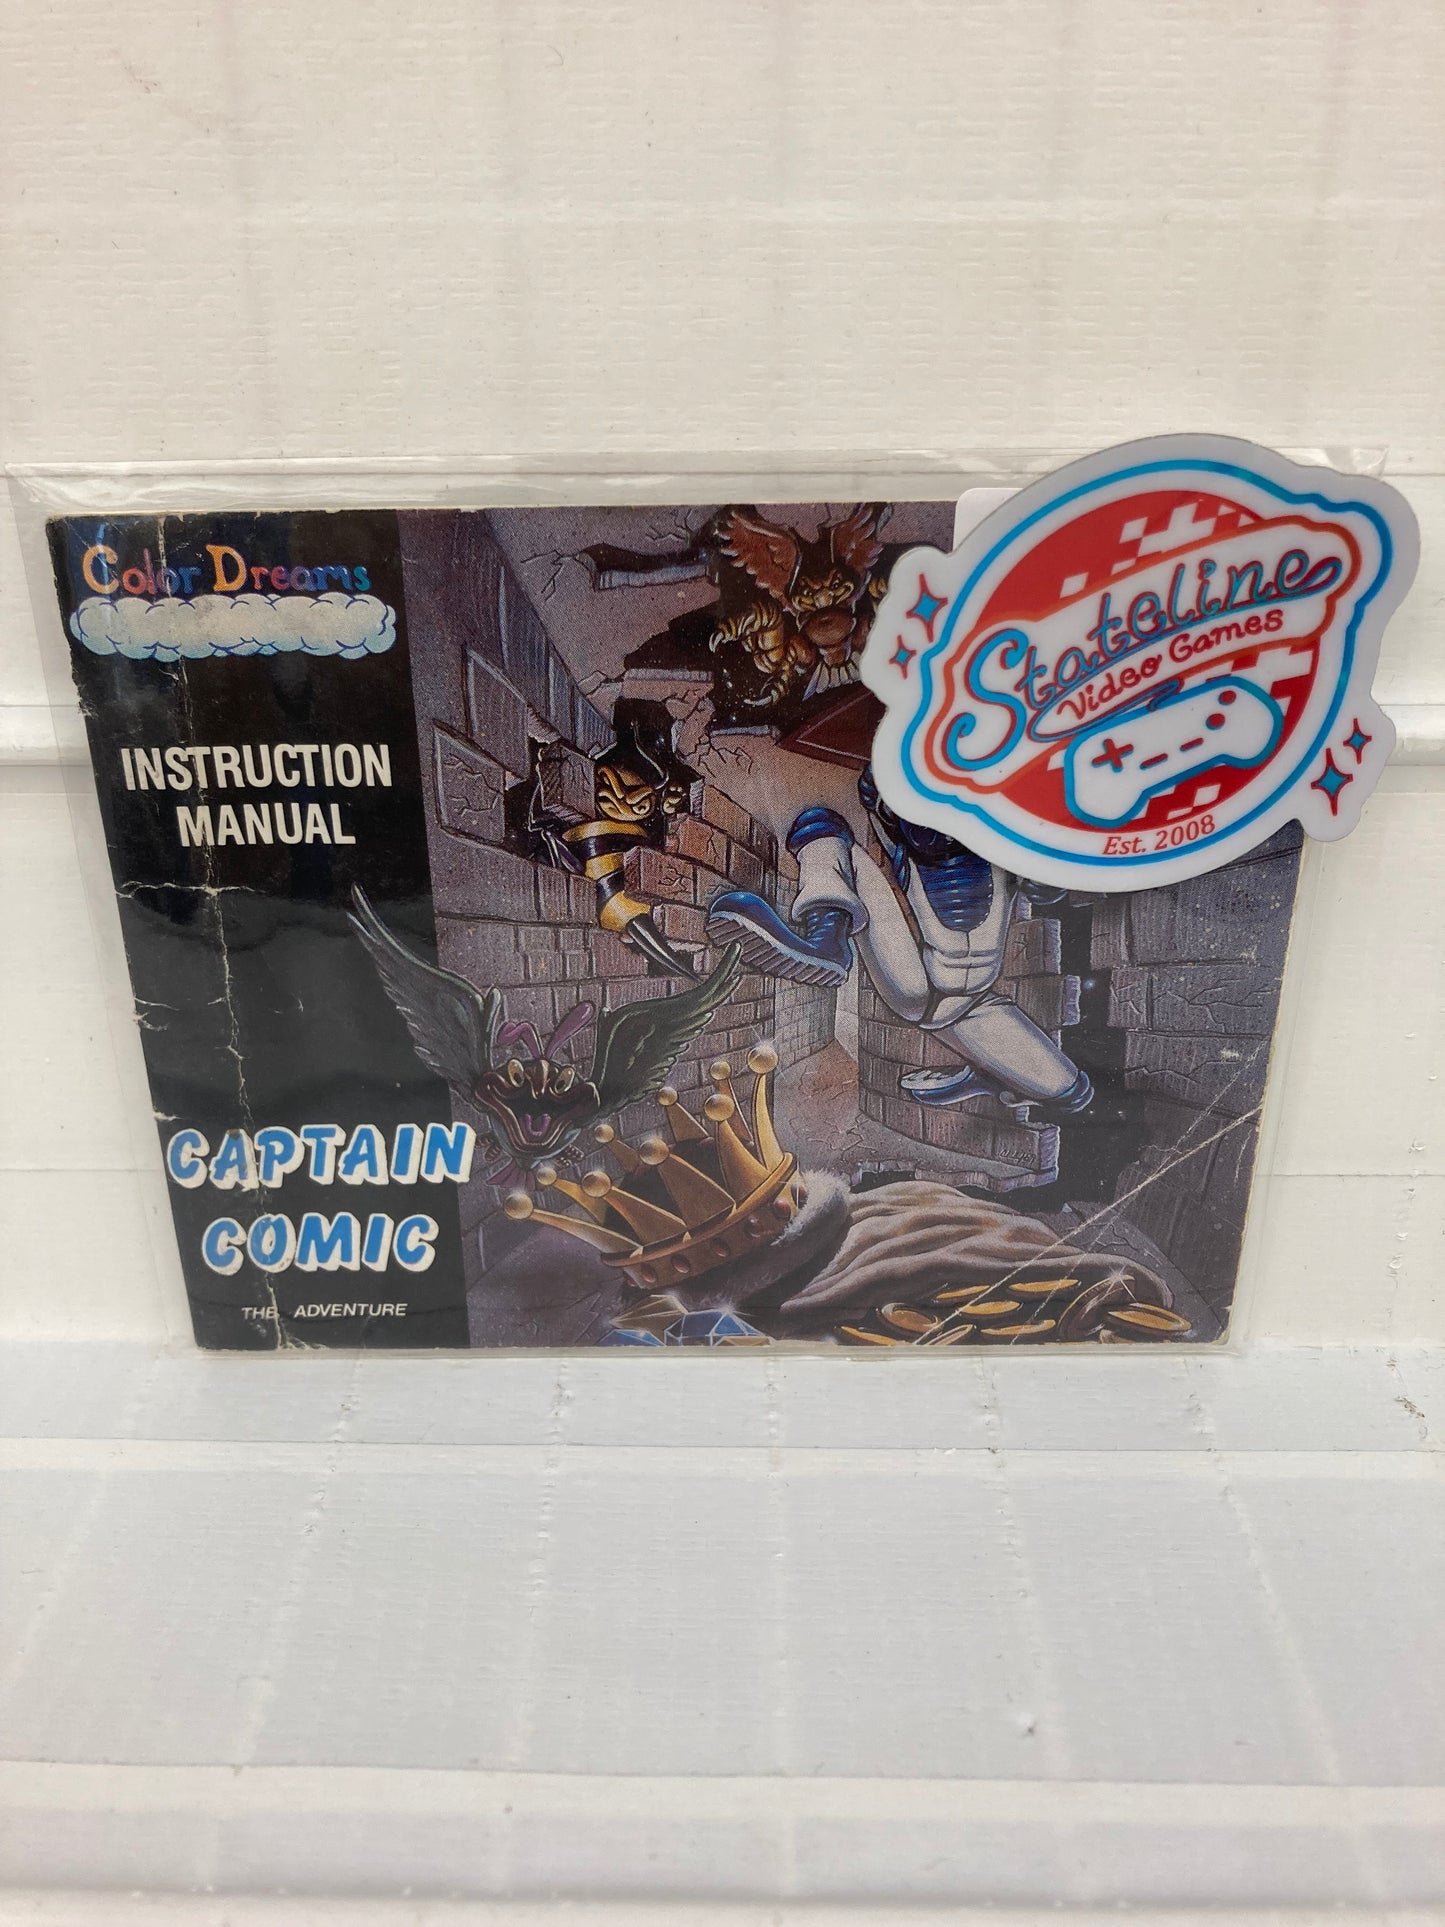 Color Dreams
INSTRUCTION
MANUAL
CAPTAIN
COMIC
THE ADVENTURE
Stateline
Video Games
Est. 2008